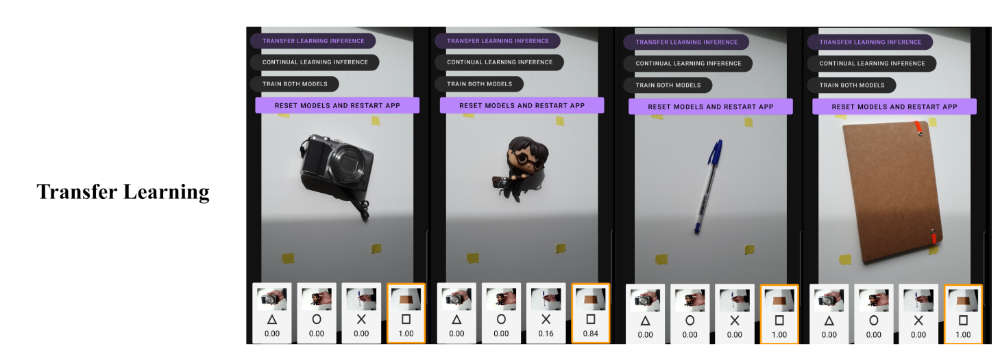 Transfer Learning
TRANSFER LEARNING INFERENCE
CONTINUAL LEARNING INFERENCE
TRAIN BOTH MODELS
RESET MODELS AND RESTART APP
0.00 0.00 0.00 1.00
TRANSFER LEARNING INFERENCE
CONTINUAL LEARNING INFERENCE
TRAIN BOTH MODELS
RESET MODELS AND RESTART APP
0.00 0.00 0.16 0.84
TRANSFER LEARNING INFERENCE
CONTINUAL LEARNING INFERENCE
TRAIN BOTH MODELS
RESET MODELS AND RESTART APP
0.00 0.00 0.00 1.00
TRANSFER LEARNING INFERENCE
CONTINUAL LEARNING INFERENCE
TRAIN BOTH MODELS
RESET MODELS AND RESTART APP
0.00 0.00 0.00 1.00